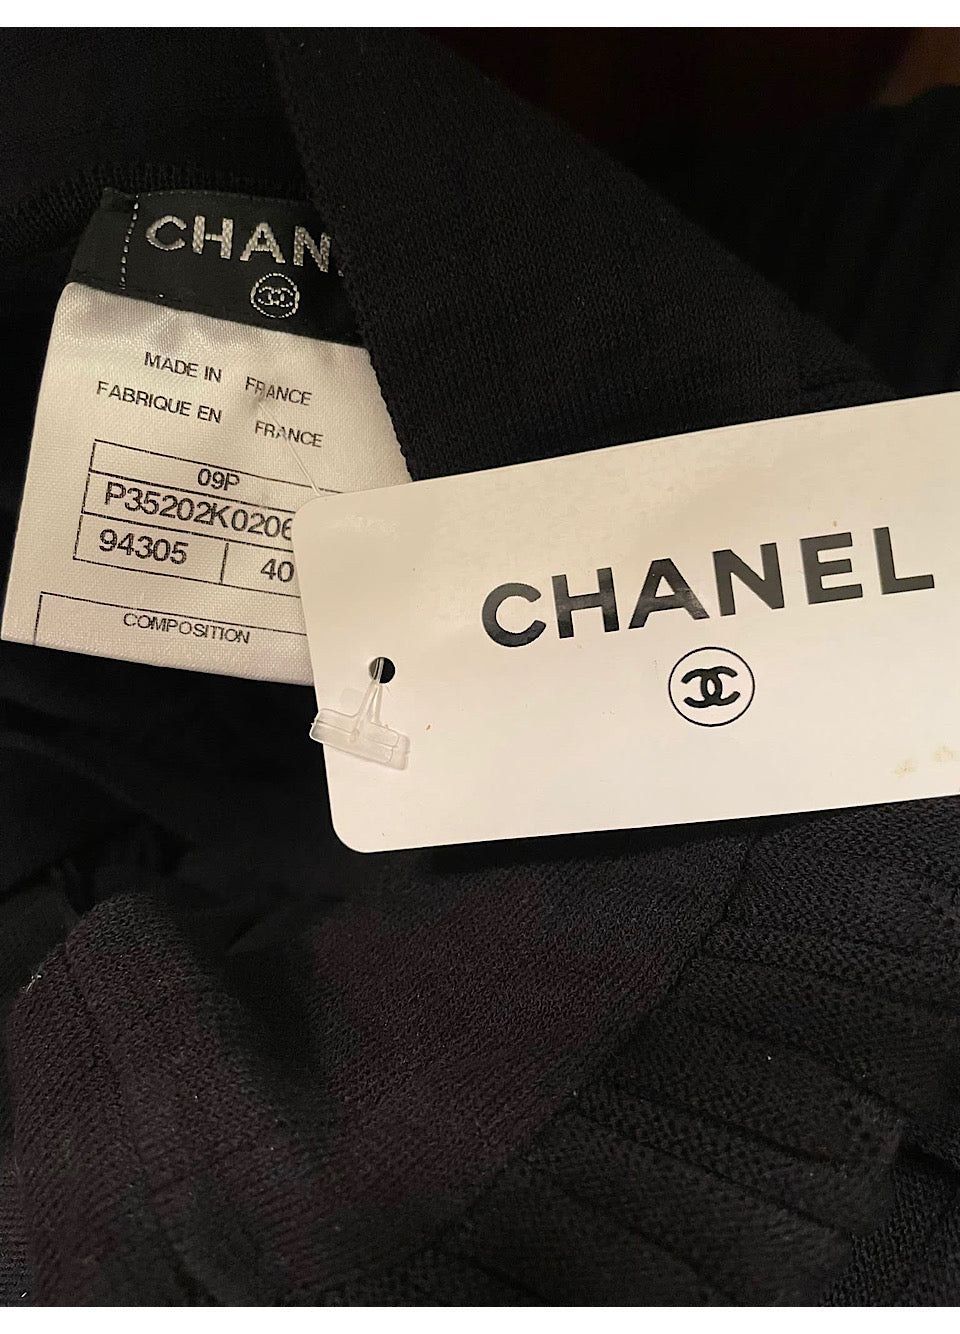 CHAN
MADE IN FRANCE
FABRIQUE EN FRANCE
09P
P35202K0206
94305 40
COMPOSITION
CHANEL